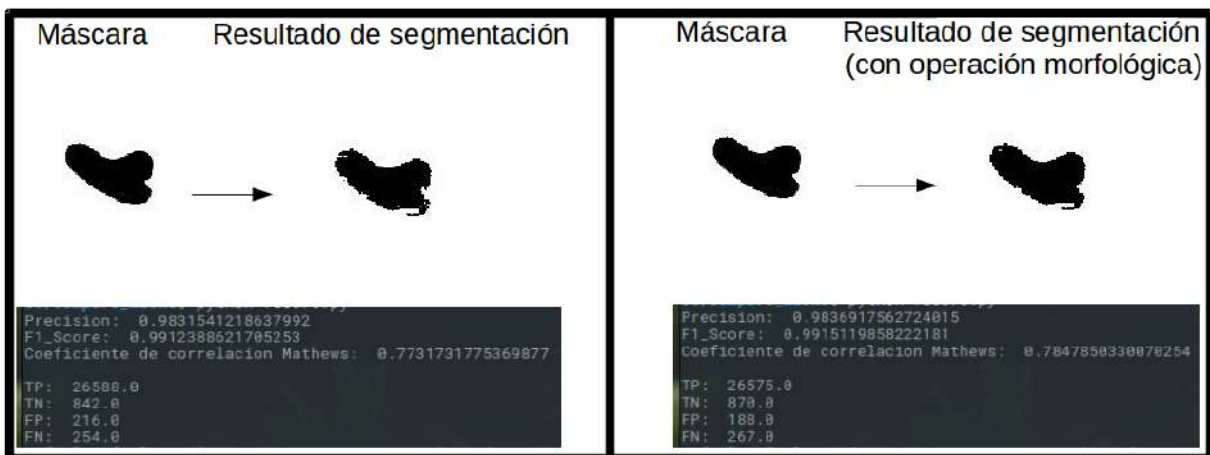 Máscara
Resultado de segmentación
Precision: 0.9831541218637992
F1_Score: 0.9912388621705253
Coeficiente de correlacion Mathews: 0.7731731775369877
TP: 26588.0
TN: 842.0
FP: 216.0
FN: 254.0
Máscara
Resultado de segmentación
(con operación morfológica)
Precision: 0.9836917562724015
F1_Score: 0.9915119858222181
Coeficiente de correlacion Mathews: 0.7847850330070254
TP: 26575.0
TN: 870.0
FP: 188.0
FN: 267.0